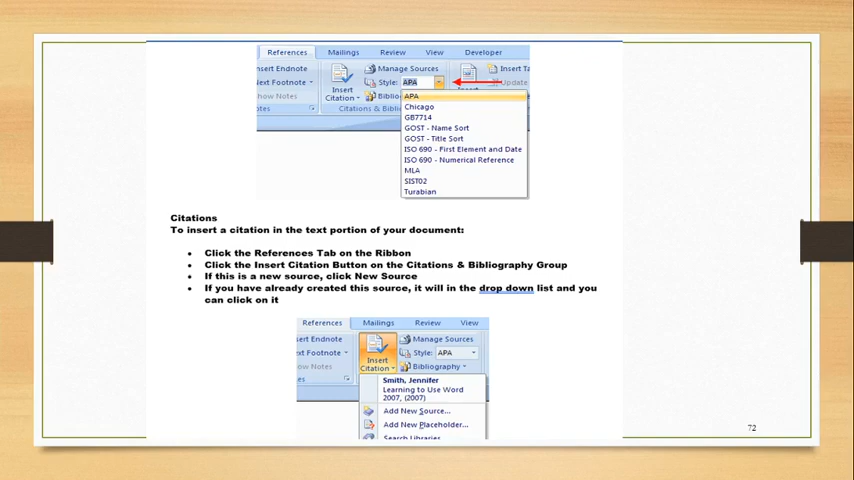 References Mailings Review View Developer
nsert Endnote Manage Sources Insert Ta
Next Footnote Style: APA Update
how Notes Insert Citation Biblio
otes Citations & Bibli
APA
Chicago
GB7714
GOST - Name Sort
GOST - Title Sort
ISO 690 - First Element and Date
ISO 690 - Numerical Reference
MLA
SIST02
Turabian
Citations
To insert a citation in the text portion of your document:
• Click the References Tab on the Ribbon
• Click the Insert Citation Button on the Citations & Bibliography Group
• If this is a new source, click New Source
• If you have already created this source, it will in the drop down list and you
can click on it
References Mailings Review View
sert Endnote Manage Sources
ext Footnote Style: APA
ow Notes Insert Citation Bibliography
es
Smith, Jennifer
Learning to Use Word
2007, (2007)
Add New Source...
Add New Placeholder...
Search Libraries
72